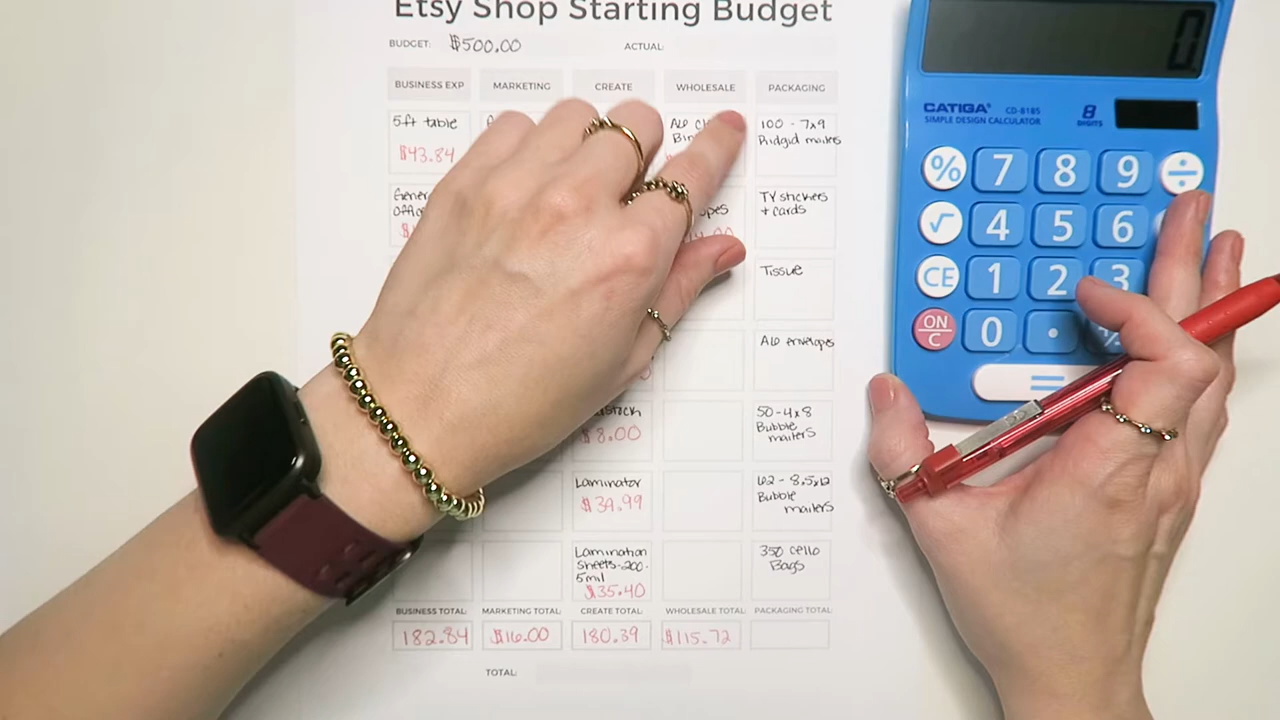 Etsy Shop Starting Budget
BUDGET: $500.00 ACTUAL:
BUSINESS EXP MARKETING CREATE WHOLESALE PACKAGING
5ft table
$43.84
100 - 7x9
Ridgid mailers
TY stickers
+ cards
Tissue
A10 envelopes
$8.00
50-4x8
Bubble
mailers
Laminator
$39.99
62 - 8.5x12
Bubble
mailers
Lamination
Sheets-200-
5mil
$35.40
350 cello
Bags
BUSINESS TOTAL: MARKETING TOTAL: CREATE TOTAL: WHOLESALE TOTAL: PACKAGING TOTAL:
182.84 $16.00 180.39 $115.72
TOTAL:
0
CATIGA® CD-8185
SIMPLE DESIGN CALCULATOR
8
DIGITS
% 7 8 9 ÷
√ 4 5 6
CE 1 2 3
ON/C 0 •
=